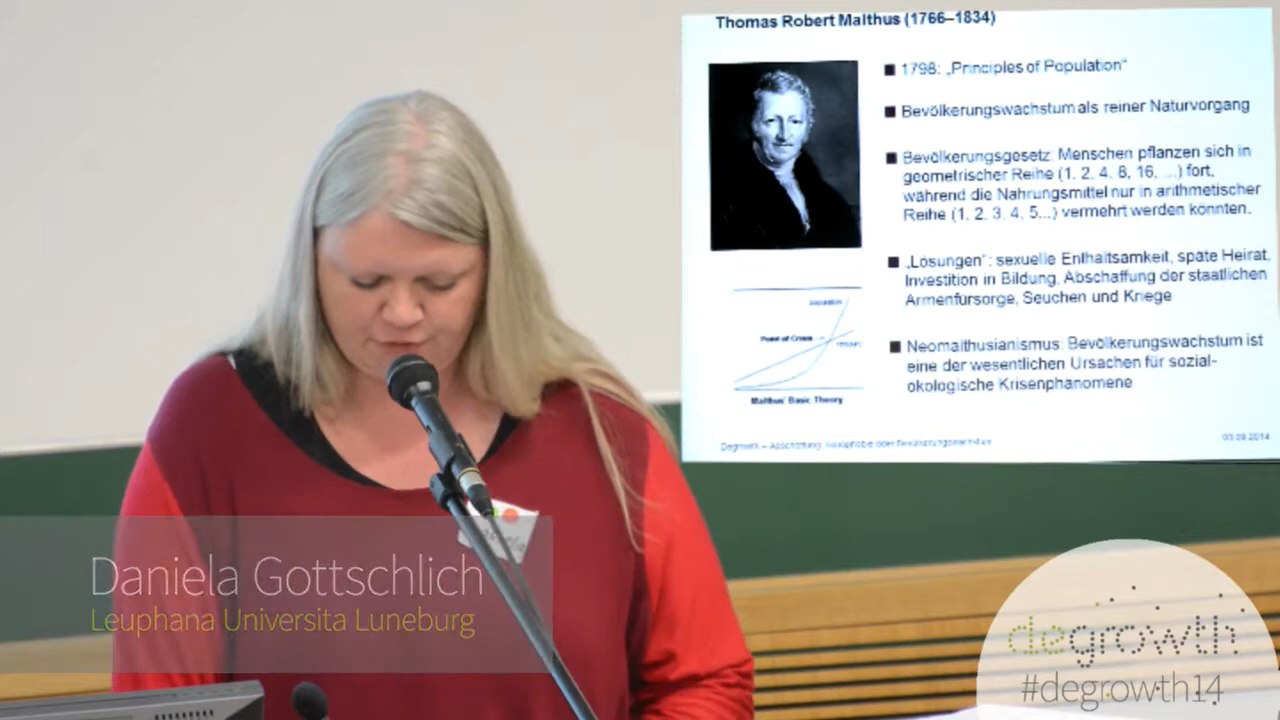 Thomas Robert Malthus (1766–1834)
1798: „Principles of Population“
Bevölkerungswachstum als reiner Naturvorgang
Bevölkerungsgesetz: Menschen pflanzen sich in
geometrischer Reihe (1, 2, 4, 8, 16, ...) fort,
während die Nahrungsmittel nur in arithmetischer
Reihe (1, 2, 3, 4, 5...) vermehrt werden könnten.
„Lösungen“: sexuelle Enthaltsamkeit, späte Heirat,
Investition in Bildung, Abschaffung der staatlichen
Armenfürsorge, Seuchen und Kriege
Neomalthusianismus: Bevölkerungswachstum ist
eine der wesentlichen Ursachen für sozial-
ökologische Krisenphänomene
Point of Crisis
Malthus' Basic Theory
03.09.2014
Daniela Gottschlich
Leuphana Universita Luneburg
degrowth
#degrowth14